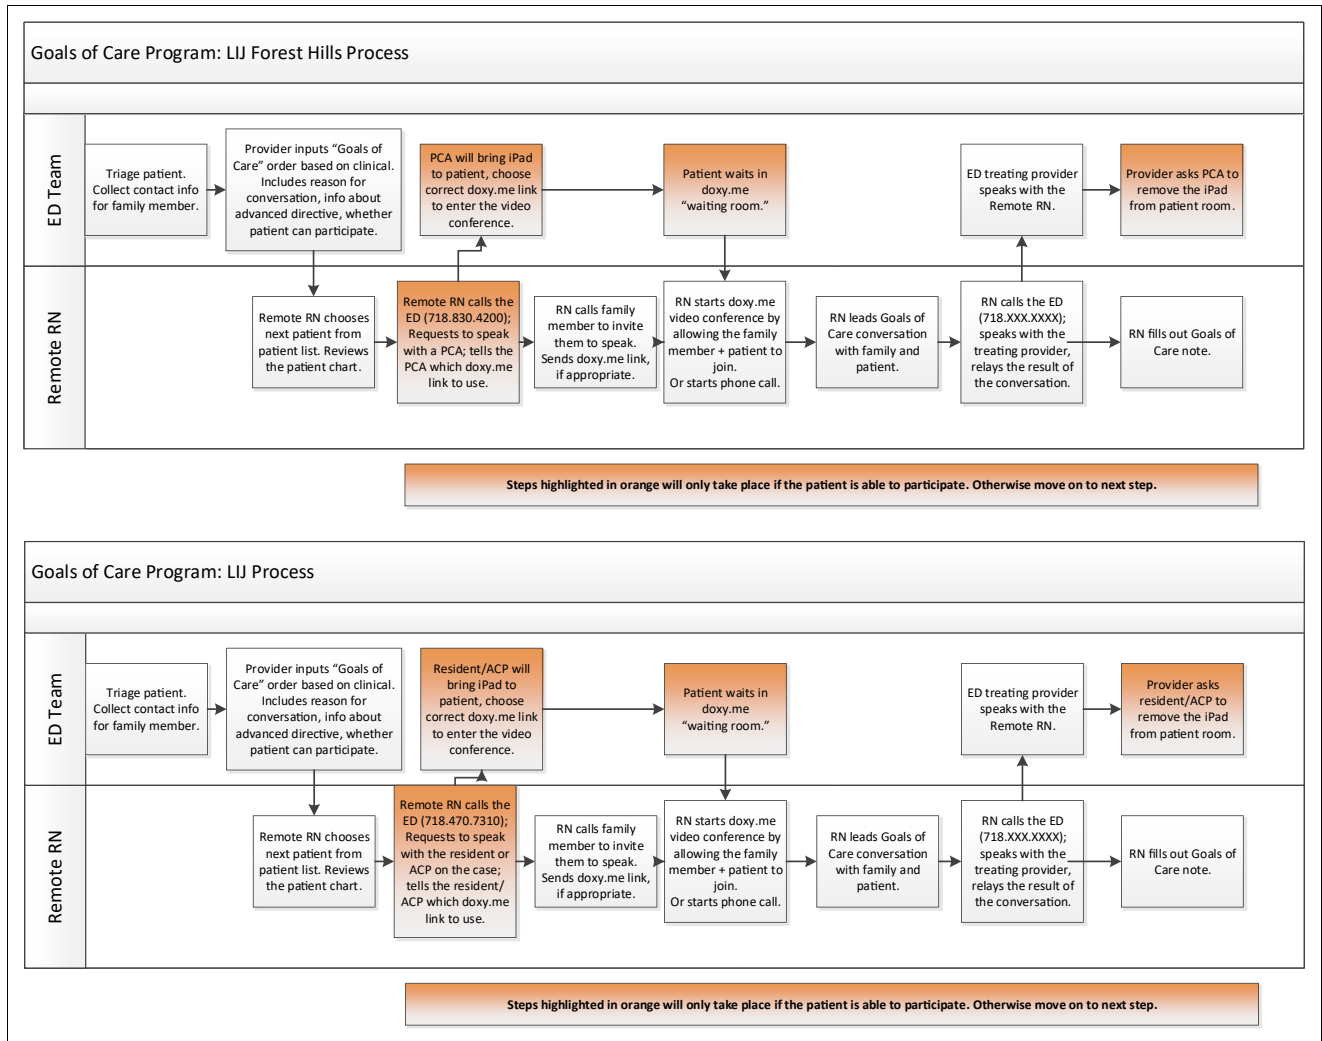 Goals of Care Program: LIJ Forest Hills Process
ED Team
Triage patient.
Collect contact info
for family member.
Provider inputs “Goals of
Care” order based on clinical.
Includes reason for
conversation, info about
advanced directive, whether
patient can participate.
PCA will bring iPad
to patient, choose
correct doxy.me link
to enter the video
conference.
Patient waits in
doxy.me
“waiting room.”
ED treating provider
speaks with the
Remote RN.
Provider asks PCA to
remove the iPad
from patient room.
Remote RN
Remote RN chooses
next patient from
patient list. Reviews
the patient chart.
Remote RN calls the
ED (718.830.4200);
Requests to speak
with a PCA; tells the
PCA which doxy.me
link to use.
RN calls family
member to invite
them to speak.
Sends doxy.me link,
if appropriate.
RN starts doxy.me
video conference by
allowing the family
member + patient to
join.
Or starts phone call.
RN leads Goals of
Care conversation
with family and
patient.
RN calls the ED
(718.XXX.XXXX);
speaks with the
treating provider,
relays the result of
the conversation.
RN fills out Goals of
Care note.
Steps highlighted in orange will only take place if the patient is able to participate. Otherwise move on to next step.
Goals of Care Program: LIJ Process
ED Team
Triage patient.
Collect contact info
for family member.
Provider inputs “Goals of
Care” order based on clinical.
Includes reason for
conversation, info about
advanced directive, whether
patient can participate.
Resident/ACP will
bring iPad to
patient, choose
correct doxy.me link
to enter the video
conference.
Patient waits in
doxy.me
“waiting room.”
ED treating provider
speaks with the
Remote RN.
Provider asks
resident/ACP to
remove the iPad
from patient room.
Remote RN
Remote RN chooses
next patient from
patient list. Reviews
the patient chart.
Remote RN calls the
ED (718.470.7310);
Requests to speak
with the resident or
ACP on the case;
tells the resident/
ACP which doxy.me
link to use.
RN calls family
member to invite
them to speak.
Sends doxy.me link,
if appropriate.
RN starts doxy.me
video conference by
allowing the family
member + patient to
join.
Or starts phone call.
RN leads Goals of
Care conversation
with family and
patient.
RN calls the ED
(718.XXX.XXXX);
speaks with the
treating provider,
relays the result of
the conversation.
RN fills out Goals of
Care note.
Steps highlighted in orange will only take place if the patient is able to participate. Otherwise move on to next step.